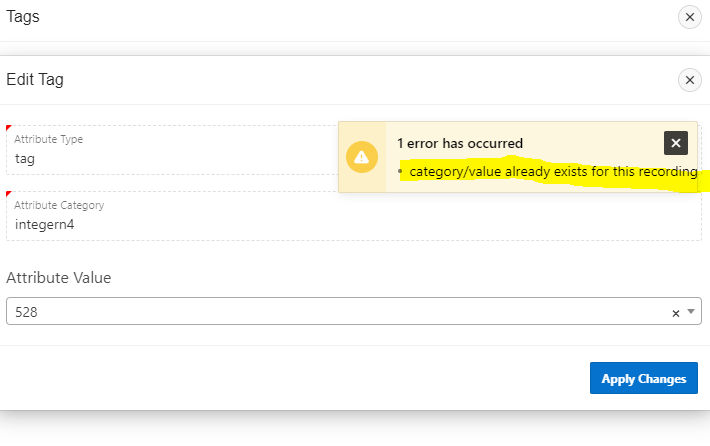 Tags
Edit Tag
Attribute Type
tag
1 error has occurred
category/value already exists for this recording
Attribute Category
integern4
Attribute Value
528
Apply Changes